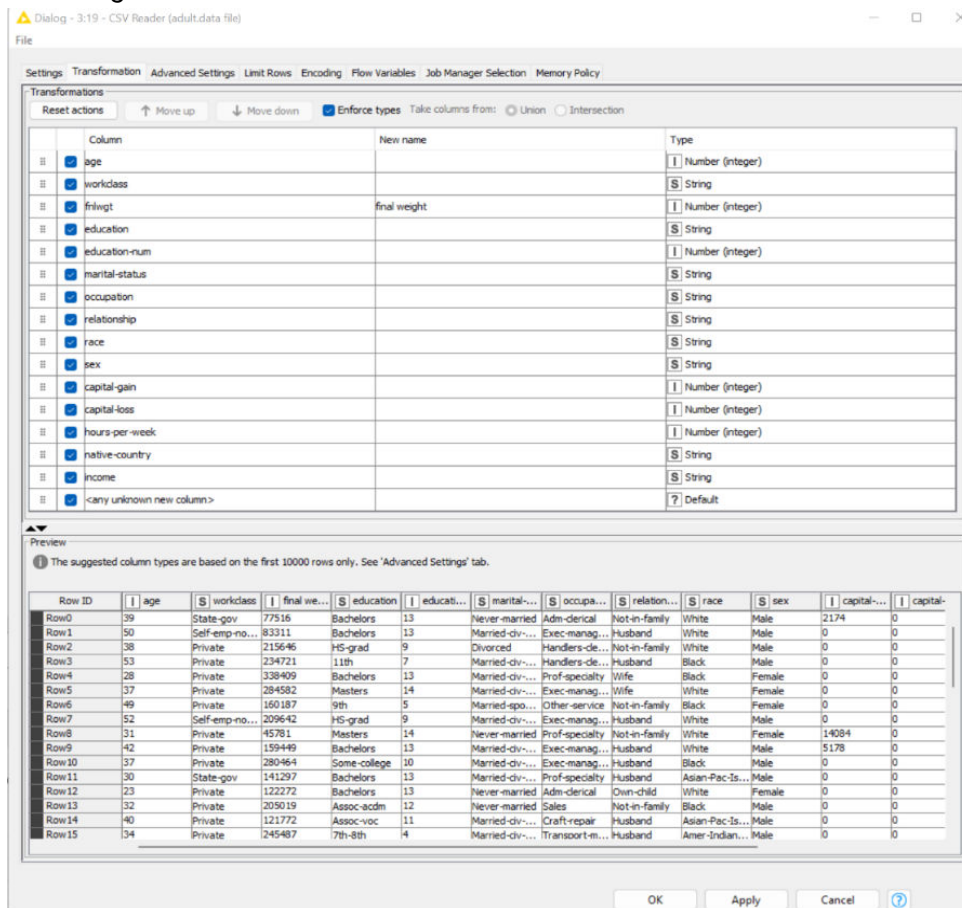 Dialog - 3:19 - CSV Reader (adult.data file)
File
Settings Transformation Advanced Settings Limit Rows Encoding Flow Variables Job Manager Selection Memory Policy
Transformations
Reset actions Move up Move down Enforce types Take columns from: Union Intersection
Column New name Type
age I Number (integer)
workclass S String
fnlwgt final weight I Number (integer)
education S String
education-num I Number (integer)
marital-status S String
occupation S String
relationship S String
race S String
sex S String
capital-gain I Number (integer)
capital-loss I Number (integer)
hours-per-week I Number (integer)
native-country S String
income S String
<any unknown new column> ? Default
Preview
The suggested column types are based on the first 10000 rows only. See 'Advanced Settings' tab.
Row ID I age S workclass I final we... S education I educati... S marital-... S occupa... S relation... S race S sex I capital-... I capital-
Row0 39 State-gov 77516 Bachelors 13 Never-married Adm-clerical Not-in-family White Male 2174 0
Row1 50 Self-emp-no... 83311 Bachelors 13 Married-civ-... Exec-manag... Husband White Male 0 0
Row2 38 Private 215646 HS-grad 9 Divorced Handlers-cle... Not-in-family White Male 0 0
Row3 53 Private 234721 11th 7 Married-civ-... Handlers-cle... Husband Black Male 0 0
Row4 28 Private 338409 Bachelors 13 Married-civ-... Prof-specialty Wife Black Female 0 0
Row5 37 Private 284582 Masters 14 Married-civ-... Exec-manag... Wife White Female 0 0
Row6 49 Private 160187 9th 5 Married-spo... Other-service Not-in-family Black Female 0 0
Row7 52 Self-emp-no... 209642 HS-grad 9 Married-civ-... Exec-manag... Husband White Male 0 0
Row8 31 Private 45781 Masters 14 Never-married Prof-specialty Not-in-family White Female 14084 0
Row9 42 Private 159449 Bachelors 13 Married-civ-... Exec-manag... Husband White Male 5178 0
Row10 37 Private 280464 Some-college 10 Married-civ-... Exec-manag... Husband Black Male 0 0
Row11 30 State-gov 141297 Bachelors 13 Married-civ-... Prof-specialty Husband Asian-Pac-Is... Male 0 0
Row12 23 Private 122272 Bachelors 13 Never-married Adm-clerical Own-child White Female 0 0
Row13 32 Private 205019 Assoc-acdm 12 Never-married Sales Not-in-family Black Male 0 0
Row14 40 Private 121772 Assoc-voc 11 Married-civ-... Craft-repair Husband Asian-Pac-Is... Male 0 0
Row15 34 Private 245487 7th-8th 4 Married-civ-... Transport-m... Husband Amer-Indian... Male 0 0
OK Apply Cancel ?